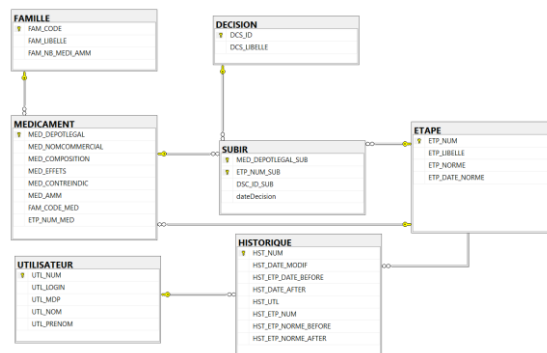 FAMILLE
FAM_CODE
FAM_LIBELLE
FAM_NB_MEDI_AMM
DECISION
DCS_ID
DCS_LIBELLE
MEDICAMENT
MED_DEPOTLEGAL
MED_NOMCOMMERCIAL
MED_COMPOSITION
MED_EFFETS
MED_CONTREINDIC
MED_AMM
FAM_CODE_MED
ETP_NUM_MED
SUBIR
MED_DEPOTLEGAL_SUB
ETP_NUM_SUB
DSC_ID_SUB
dateDecision
ETAPE
ETP_NUM
ETP_LIBELLE
ETP_NORME
ETP_DATE_NORME
UTILISATEUR
UTL_NUM
UTL_LOGIN
UTL_MDP
UTL_NOM
UTL_PRENOM
HISTORIQUE
HST_NUM
HST_DATE_MODIF
HST_ETP_DATE_BEFORE
HST_DATE_AFTER
HST_UTL
HST_ETP_NUM
HST_ETP_NORME_BEFORE
HST_ETP_NORME_AFTER